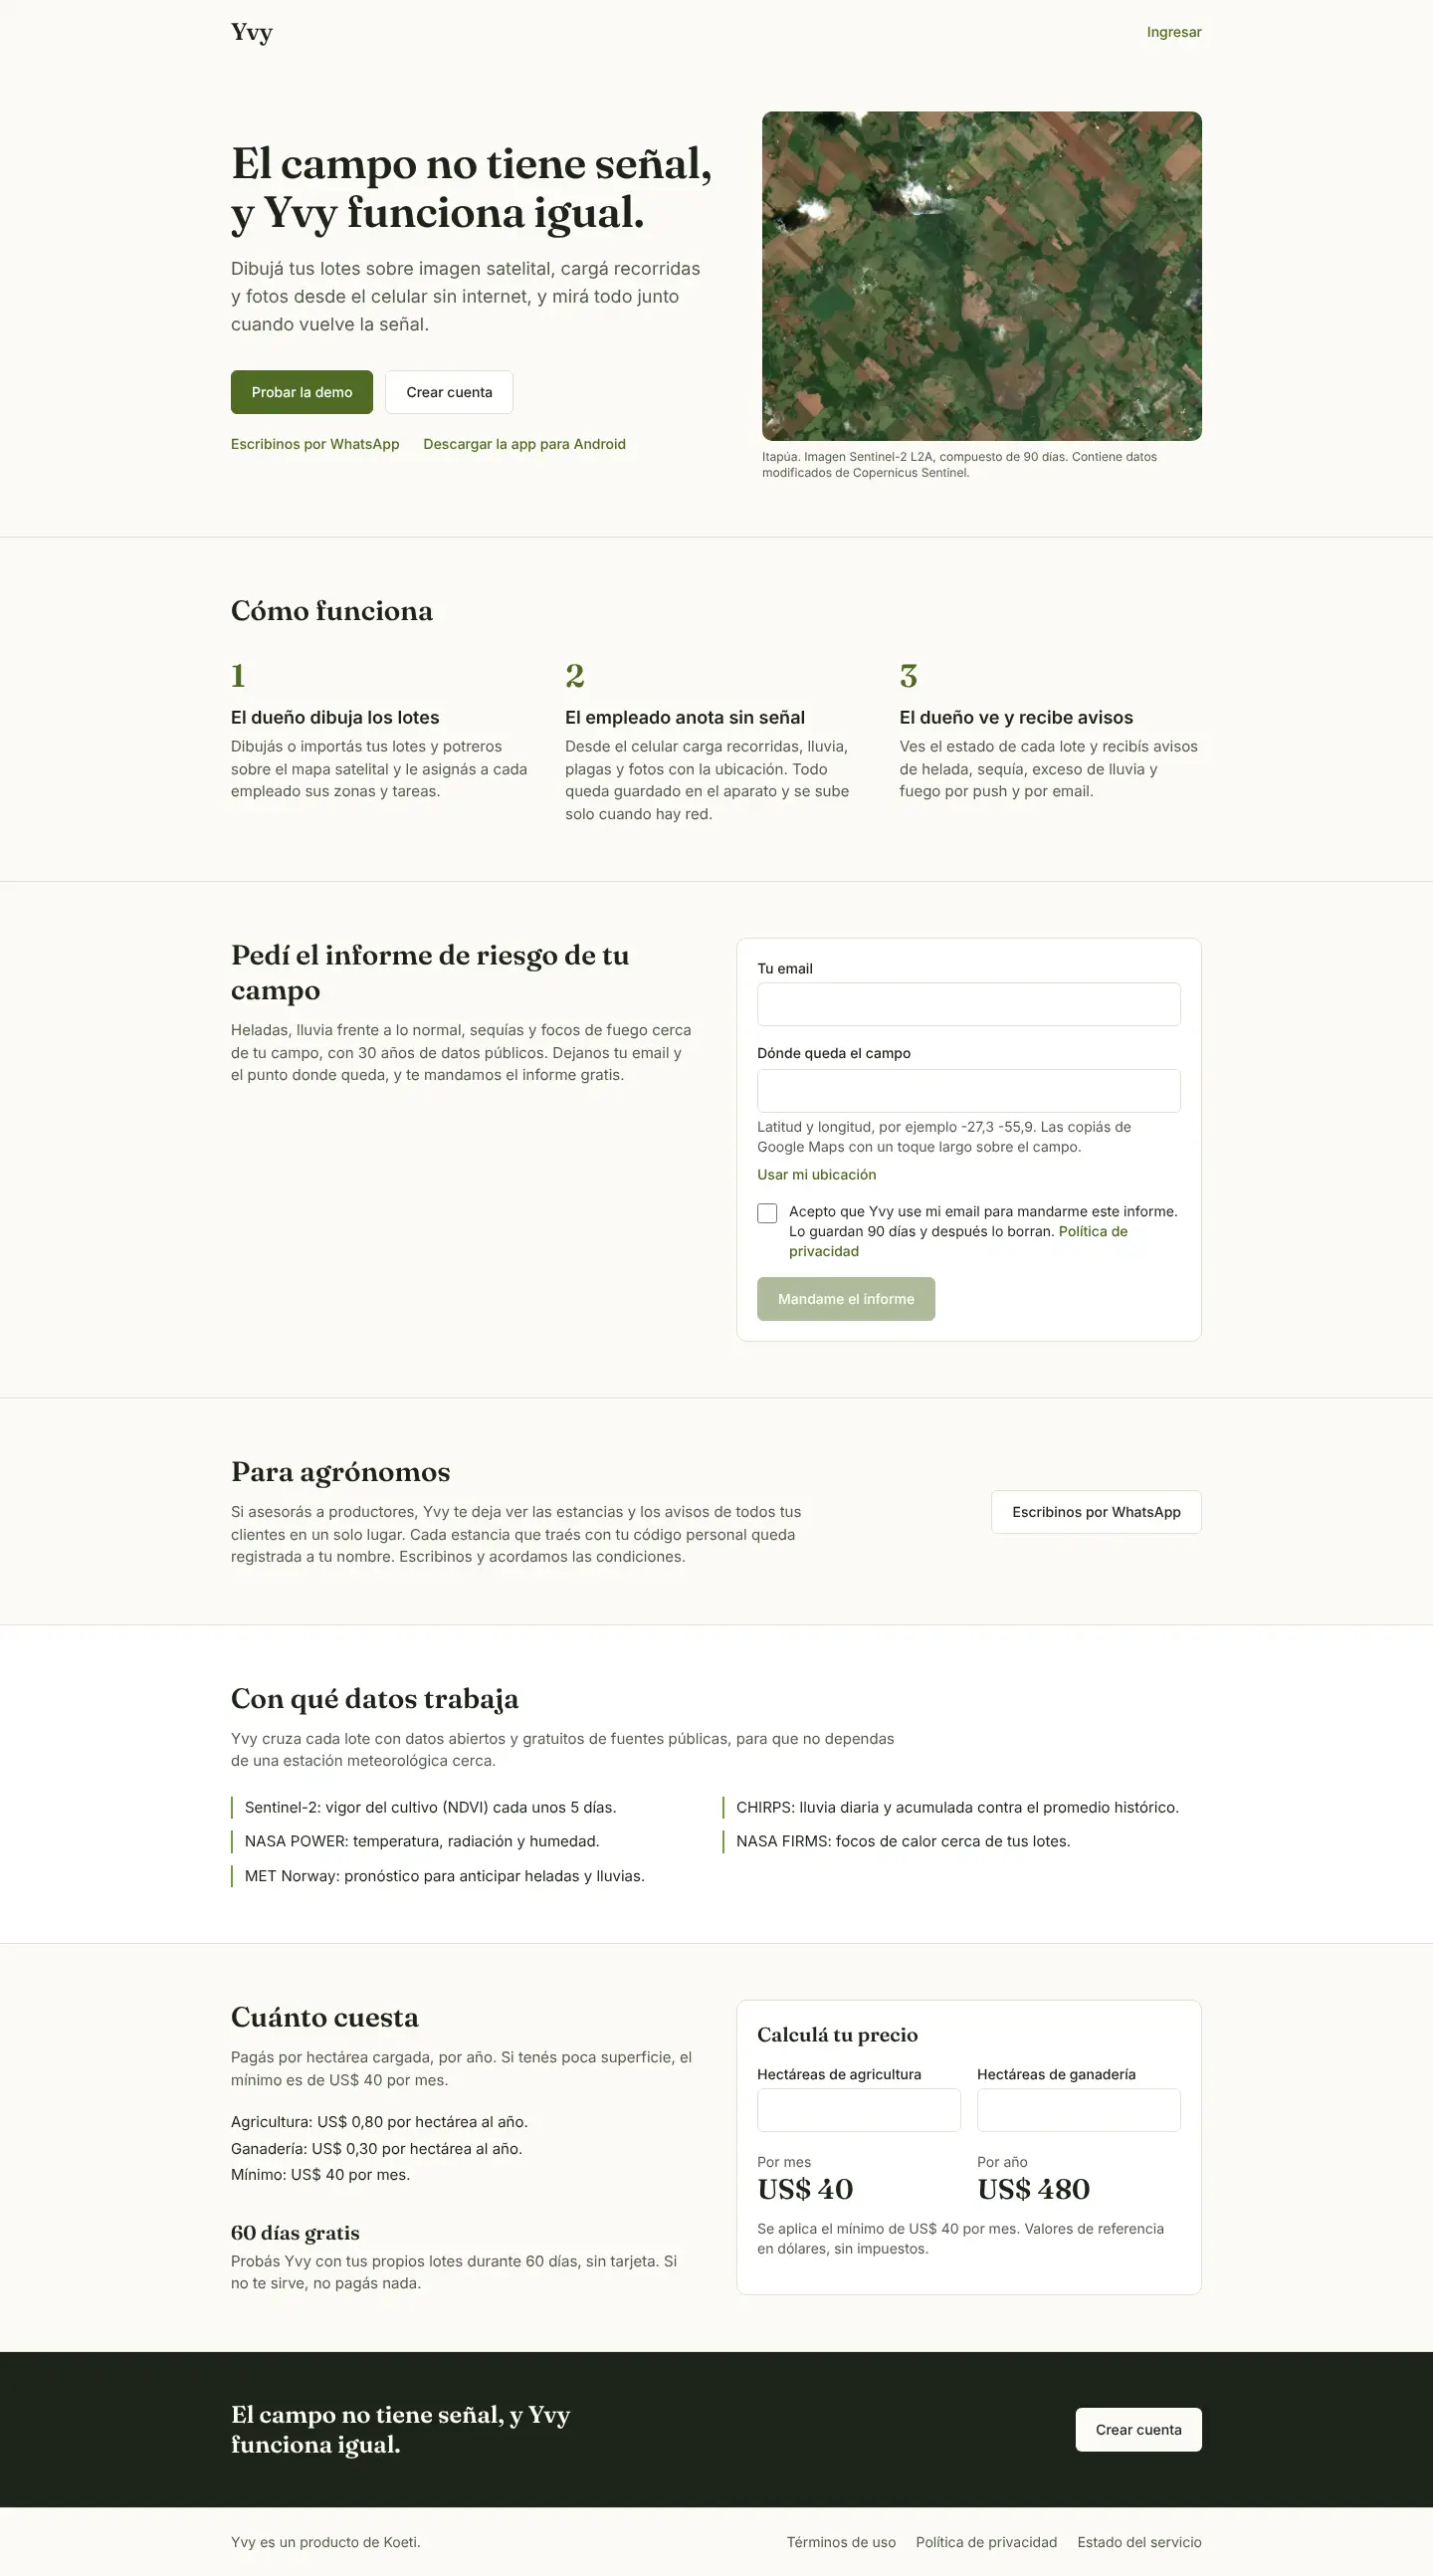 Yvy
Ingresar
El campo no tiene señal,
y Yvy funciona igual.
Dibujá tus lotes sobre imagen satelital, cargá recorridas
y fotos desde el celular sin internet, y mirá todo junto
cuando vuelve la señal.
Probar la demo
Crear cuenta
Escribinos por WhatsApp
Descargar la app para Android
Itapúa. Imagen Sentinel-2 L2A, compuesto de 90 días. Contiene datos
modificados de Copernicus Sentinel.
Cómo funciona
1
El dueño dibuja los lotes
Dibujás o importás tus lotes y potreros
sobre el mapa satelital y le asignás a cada
empleado sus zonas y tareas.
2
El empleado anota sin señal
Desde el celular carga recorridas, lluvia,
plagas y fotos con la ubicación. Todo
queda guardado en el aparato y se sube
solo cuando hay red.
3
El dueño ve y recibe avisos
Ves el estado de cada lote y recibís avisos
de helada, sequía, exceso de lluvia y
fuego por push y por email.
Pedí el informe de riesgo de tu
campo
Heladas, lluvia frente a lo normal, sequías y focos de fuego cerca
de tu campo, con 30 años de datos públicos. Dejanos tu email y
el punto donde queda, y te mandamos el informe gratis.
Tu email
Dónde queda el campo
Latitud y longitud, por ejemplo -27,3 -55,9. Las copiás de
Google Maps con un toque largo sobre el campo.
Usar mi ubicación
Acepto que Yvy use mi email para mandarme este informe.
Lo guardan 90 días y después lo borran. Política de
privacidad
Mandame el informe
Para agrónomos
Si asesorás a productores, Yvy te deja ver las estancias y los avisos de todos tus
clientes en un solo lugar. Cada estancia que traés con tu código personal queda
registrada a tu nombre. Escribinos y acordamos las condiciones.
Escribinos por WhatsApp
Con qué datos trabaja
Yvy cruza cada lote con datos abiertos y gratuitos de fuentes públicas, para que no dependas
de una estación meteorológica cerca.
Sentinel-2: vigor del cultivo (NDVI) cada unos 5 días.
CHIRPS: lluvia diaria y acumulada contra el promedio histórico.
NASA POWER: temperatura, radiación y humedad.
NASA FIRMS: focos de calor cerca de tus lotes.
MET Norway: pronóstico para anticipar heladas y lluvias.
Cuánto cuesta
Pagás por hectárea cargada, por año. Si tenés poca superficie, el
mínimo es de US$ 40 por mes.
Agricultura: US$ 0,80 por hectárea al año.
Ganadería: US$ 0,30 por hectárea al año.
Mínimo: US$ 40 por mes.
60 días gratis
Probás Yvy con tus propios lotes durante 60 días, sin tarjeta. Si
no te sirve, no pagás nada.
Calculá tu precio
Hectáreas de agricultura
Hectáreas de ganadería
Por mes
US$ 40
Por año
US$ 480
Se aplica el mínimo de US$ 40 por mes. Valores de referencia
en dólares, sin impuestos.
El campo no tiene señal, y Yvy
funciona igual.
Crear cuenta
Yvy es un producto de Koeti.
Términos de uso
Política de privacidad
Estado del servicio